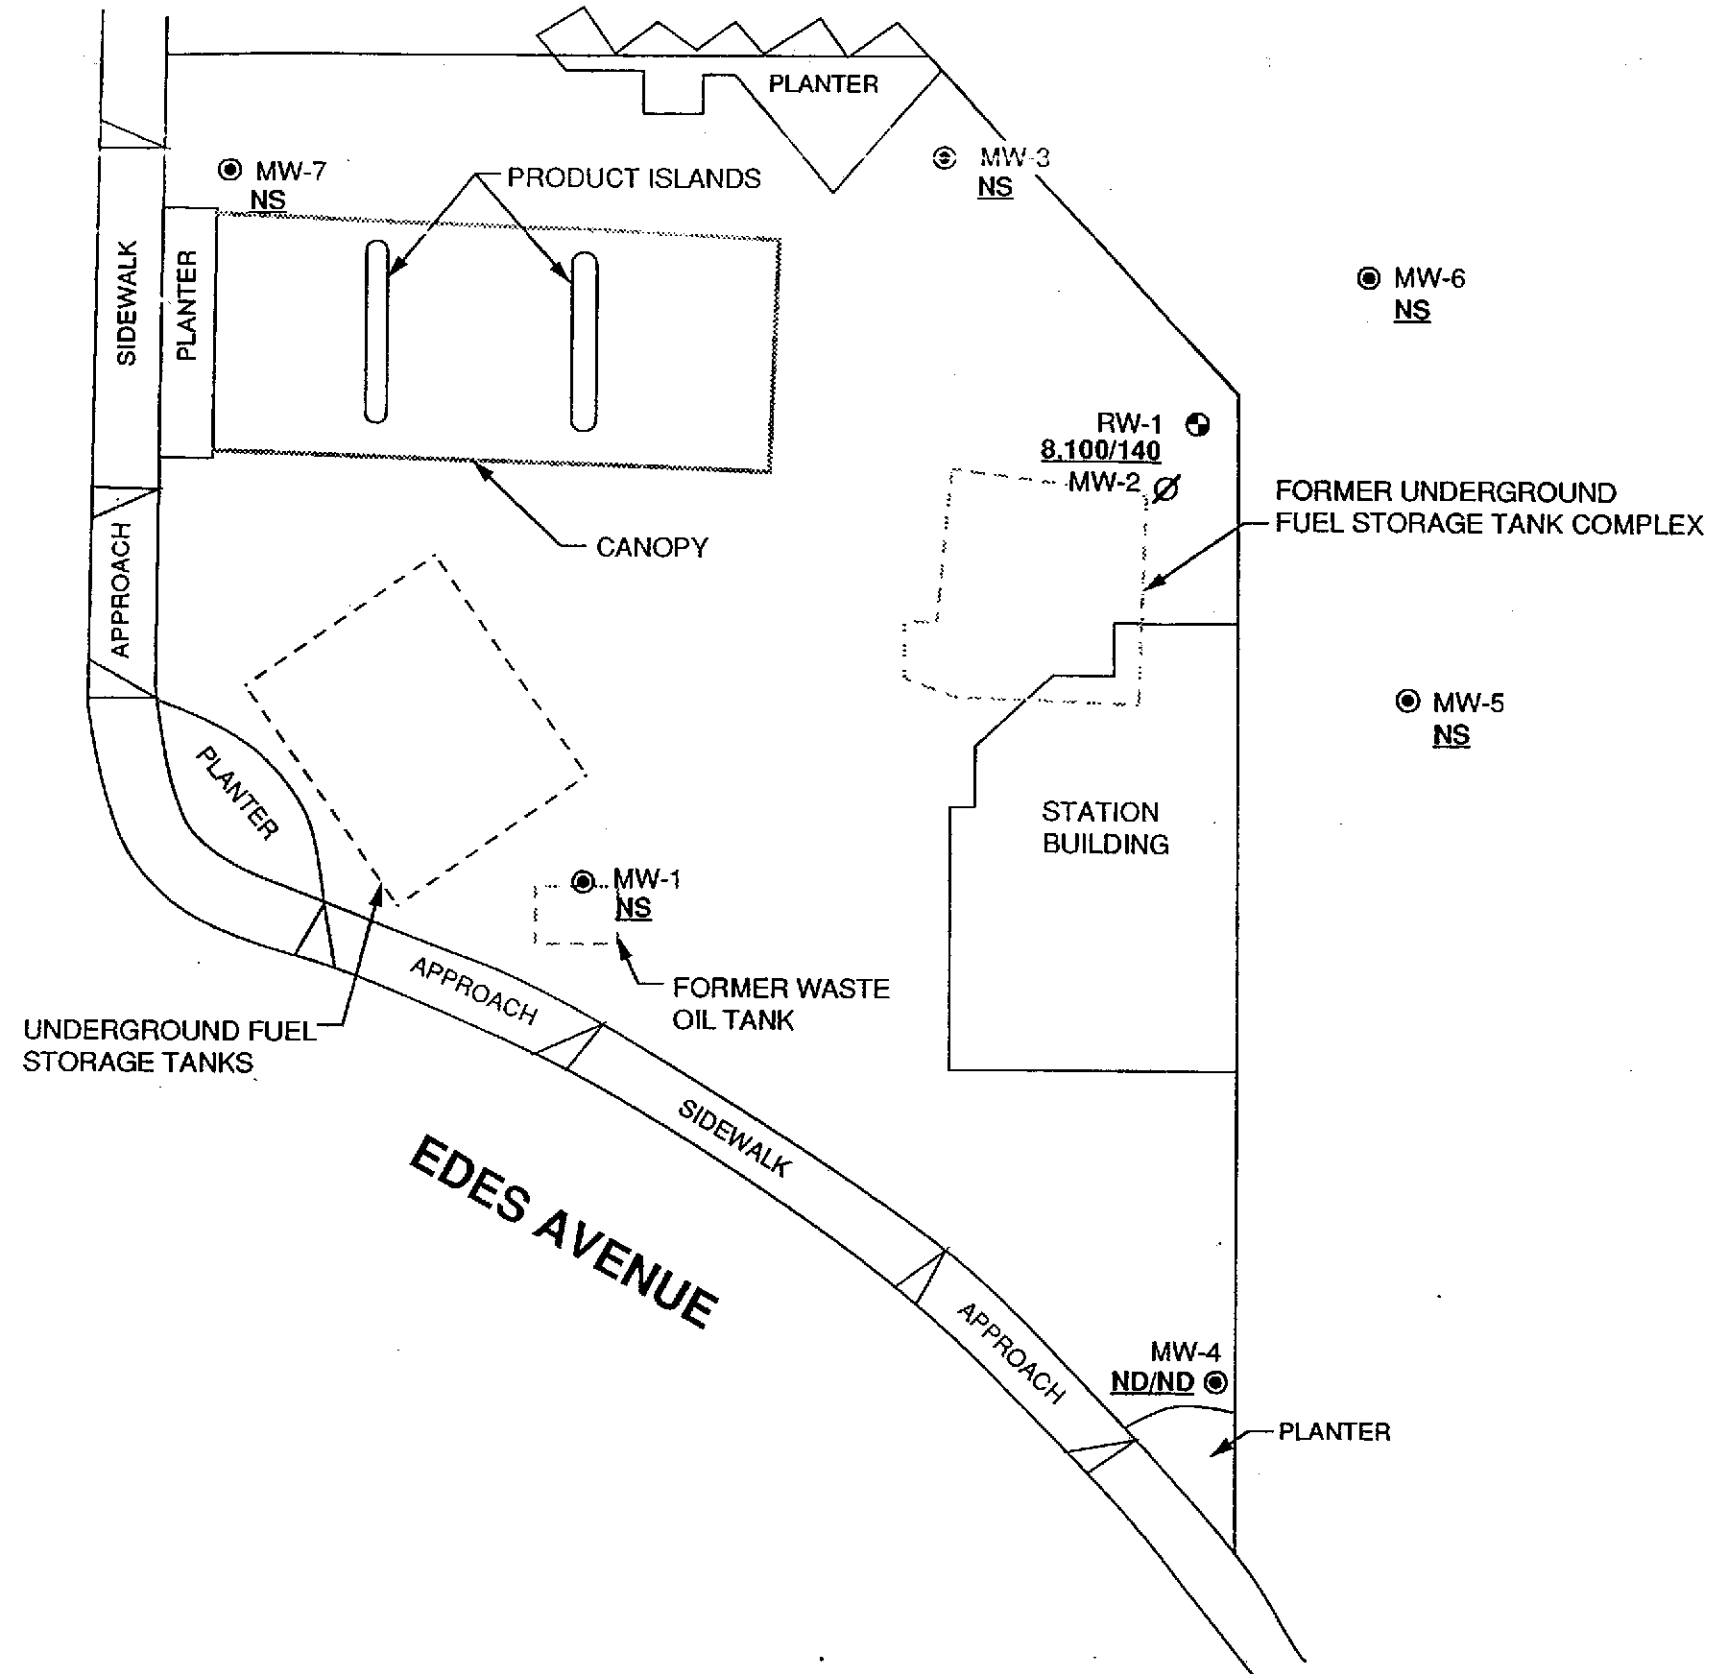 PLANTER
MW-7
NS
PRODUCT ISLANDS
MW-3
NS
MW-6
NS
SIDEWALK
PLANTER
RW-1
8,100/140
MW-2
FORMER UNDERGROUND
FUEL STORAGE TANK COMPLEX
CANOPY
APPROACH
MW-5
NS
PLANTER
STATION
BUILDING
MW-1
NS
APPROACH
FORMER WASTE
OIL TANK
UNDERGROUND FUEL
STORAGE TANKS
SIDEWALK
EDES AVENUE
APPROACH
MW-4
ND/ND
PLANTER